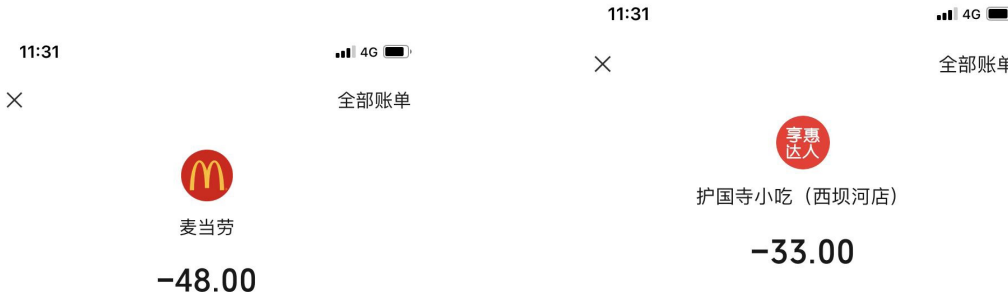 11:31
4G
全部账单
麦当劳
-48.00
11:31
4G
全部账单
享惠
达人
护国寺小吃（西坝河店）
-33.00